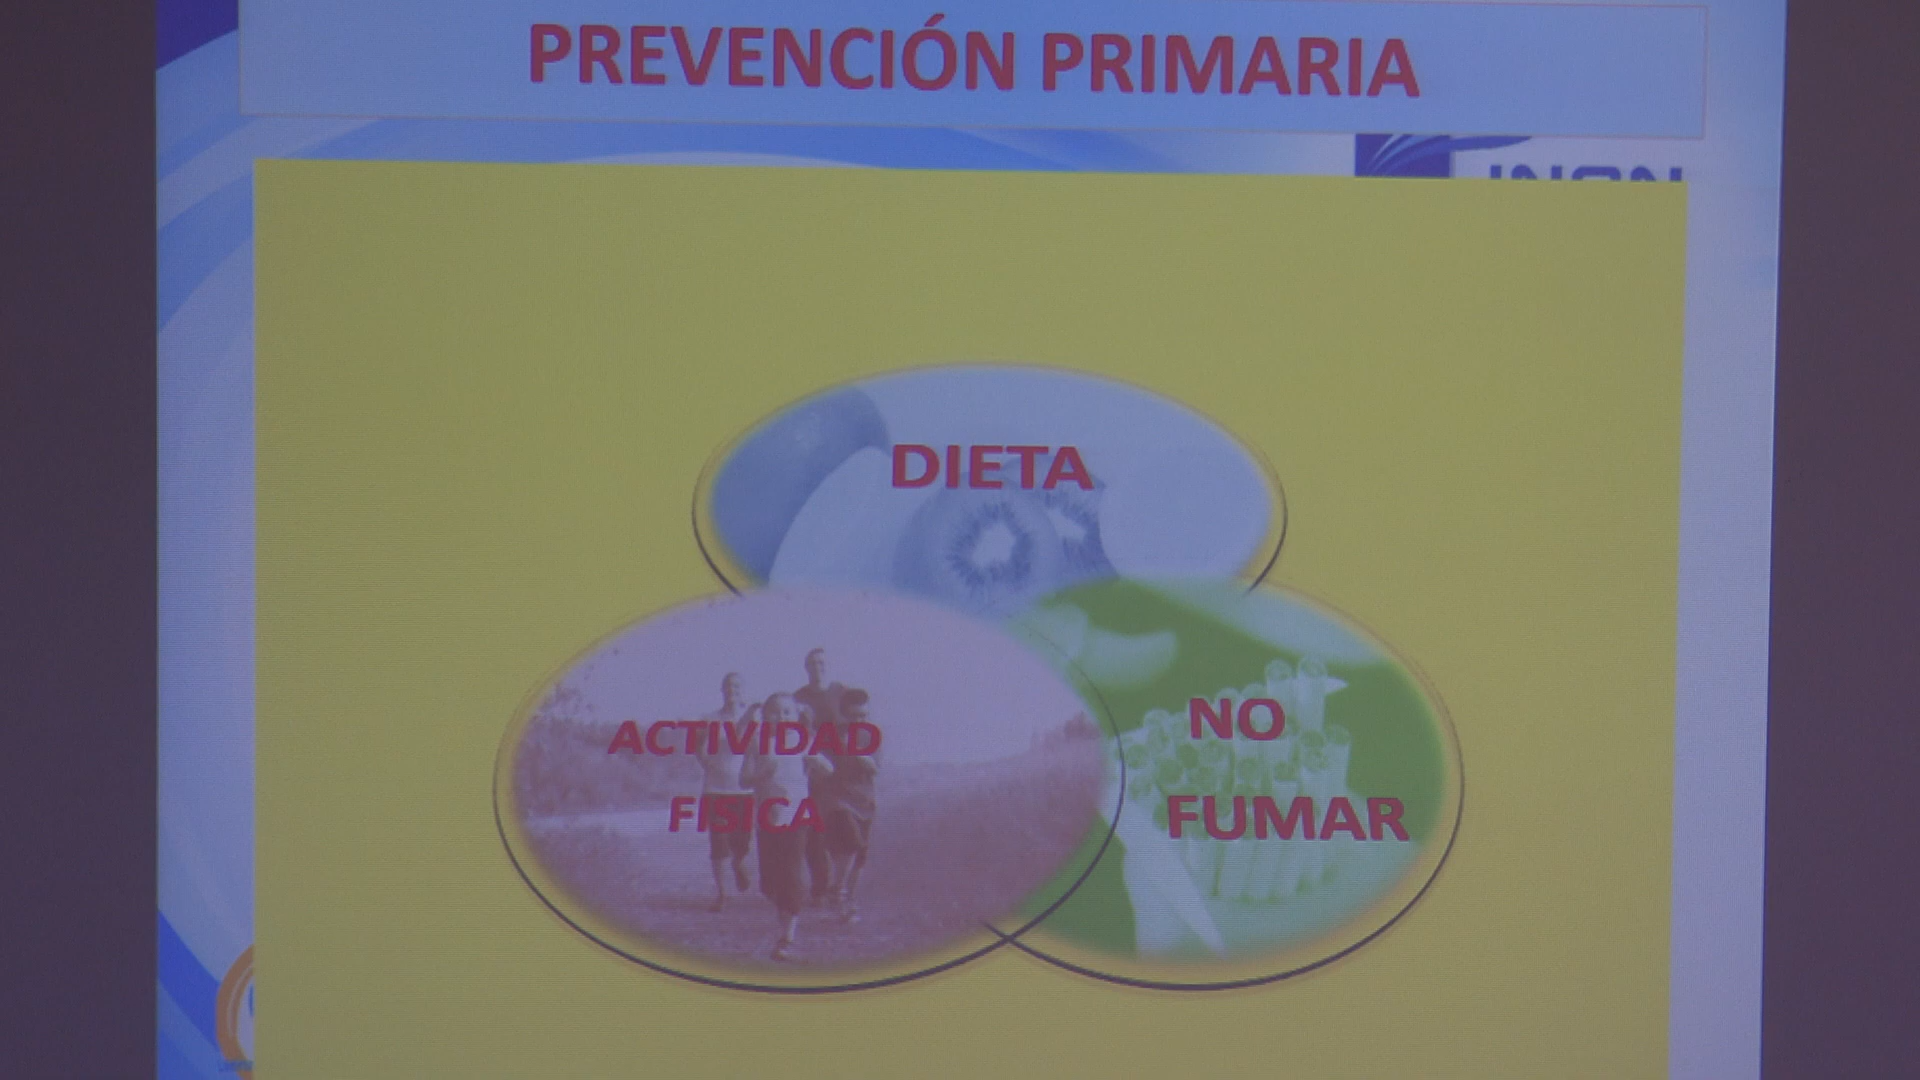 PREVENCIÓN PRIMARIA
DIETA
ACTIVIDAD
FISICA
NO
FUMAR